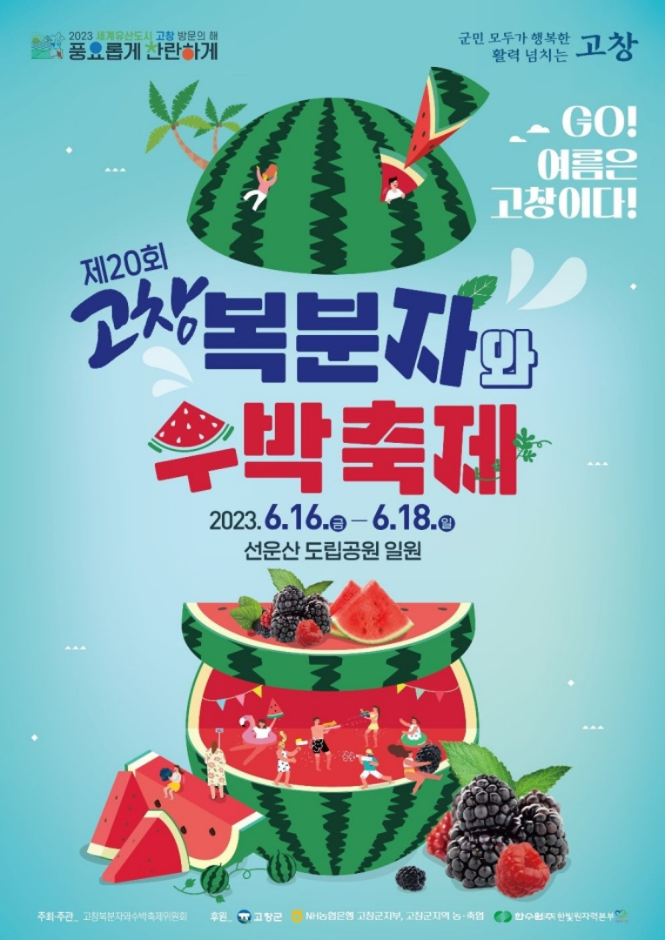 2023 세계유산도시 고창 방문의 해
풍요롭게 찬란하게
군민 모두가 행복한
활력 넘치는 고창
GO!
여름은
고창이다!
제20회
고창복분자와
수박축제
2023.6.16.금 – 6.18.일
선운산 도립공원 일원
주최·주관_ 고창복분자와수박축제위원회 후원_ 고창군 NH농협은행 고창군지부, 고창군지역 농·축협 한수원(주)한빛원자력본부